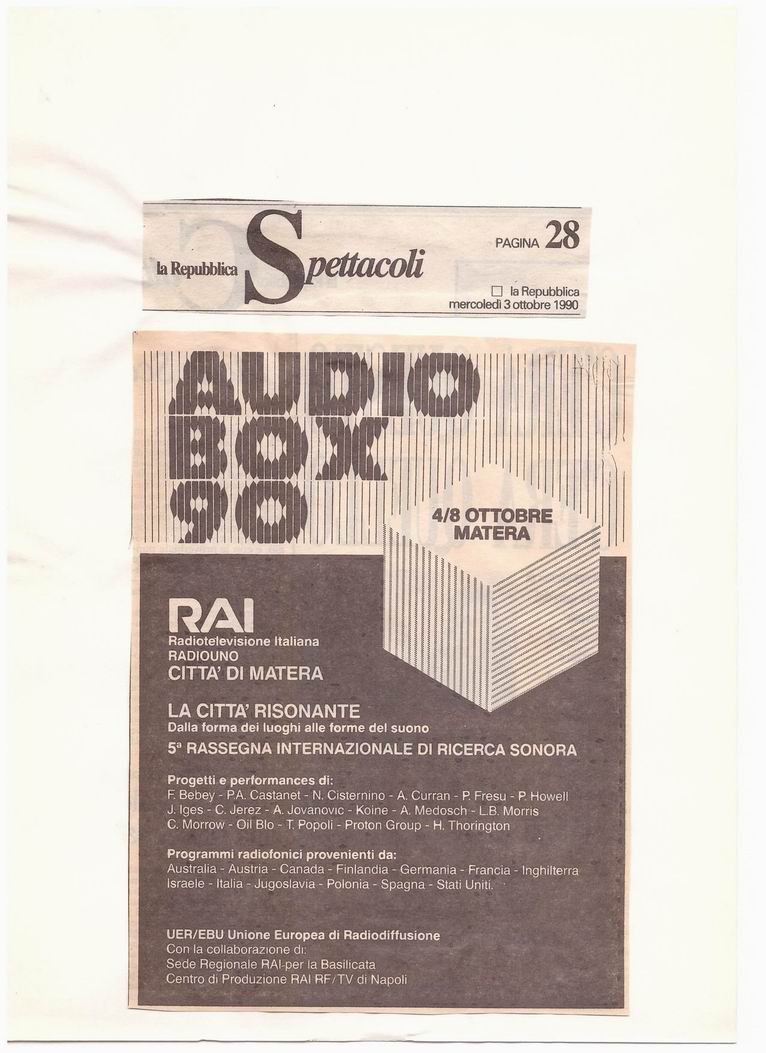 la Repubblica Spettacoli
PAGINA 28
la Repubblica
mercoledì 3 ottobre 1990
AUDIO
BOX
90
4/8 OTTOBRE
MATERA
RAI
Radiotelevisione Italiana
RADIOUNO
CITTA' DI MATERA
LA CITTA' RISONANTE
Dalla forma dei luoghi alle forme del suono
5ª RASSEGNA INTERNAZIONALE DI RICERCA SONORA
Progetti e performances di:
F. Bebey - P.A. Castanet - N. Cisternino - A. Curran - P. Fresu - P. Howell
J. Iges - C. Jerez - A. Jovanovic - Koine - A. Medosch - L.B. Morris
C. Morrow - Oil Blo - T. Popoli - Proton Group - H. Thorington
Programmi radiofonici provenienti da:
Australia - Austria - Canada - Finlandia - Germania - Francia - Inghilterra
Israele - Italia - Jugoslavia - Polonia - Spagna - Stati Uniti.
UER/EBU Unione Europea di Radiodiffusione
Con la collaborazione di:
Sede Regionale RAI per la Basilicata
Centro di Produzione RAI RF/TV di Napoli